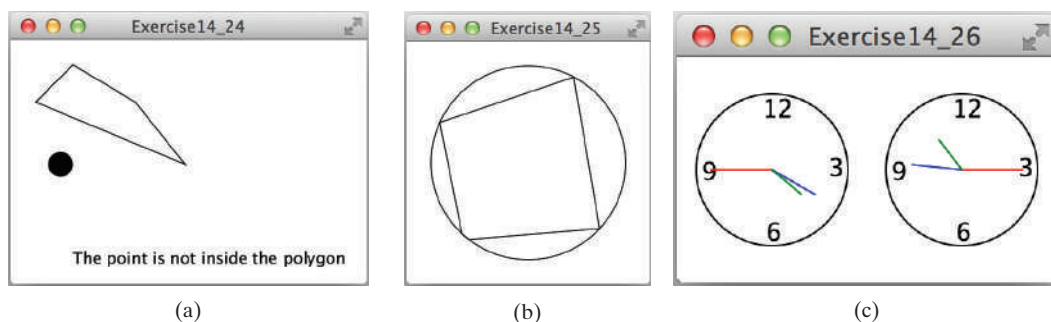 Exercise14_24
The point is not inside the polygon
(a)
Exercise14_25
(b)
Exercise14_26
12
9
3
6
12
9
3
6
(c)